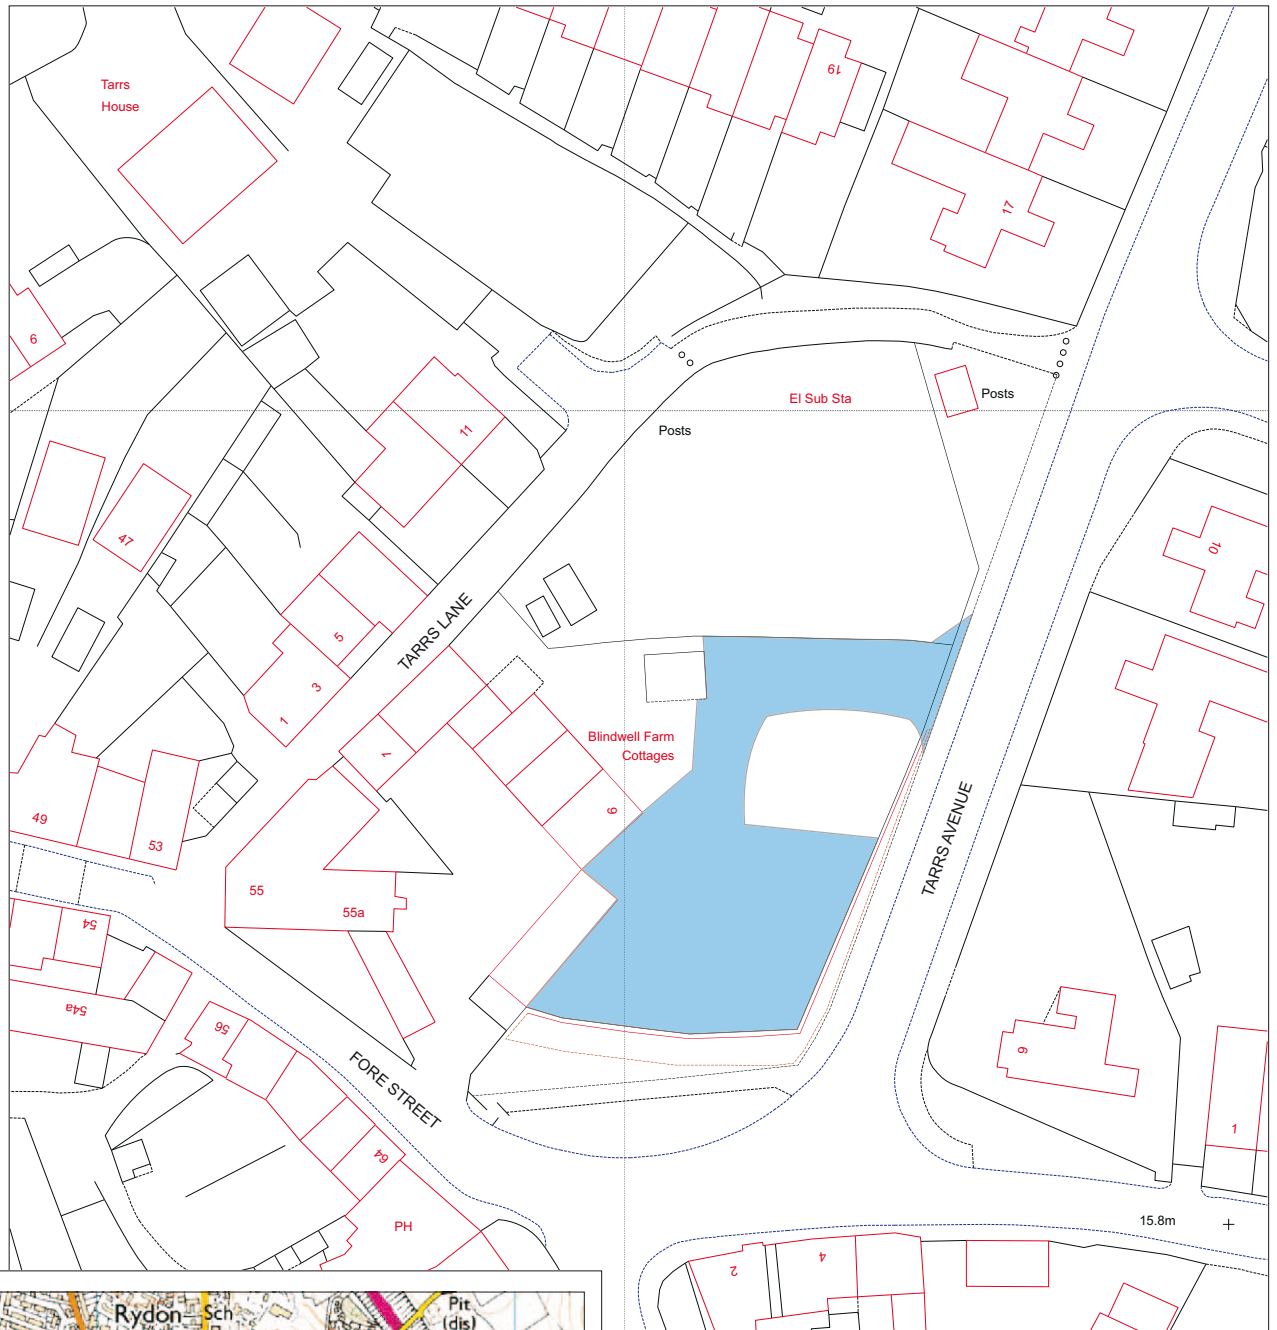 Tarrs
House
19
17
6
El Sub Sta
Posts
Posts
11
47
10
5
3
1
TARRS LANE
1
Blindwell Farm
Cottages
9
49
53
TARRS AVENUE
55
55a
54
54a
56
FORE STREET
64
PH
9
1
15.8m
2
4
Rydon
Sch
Pit
(dis)